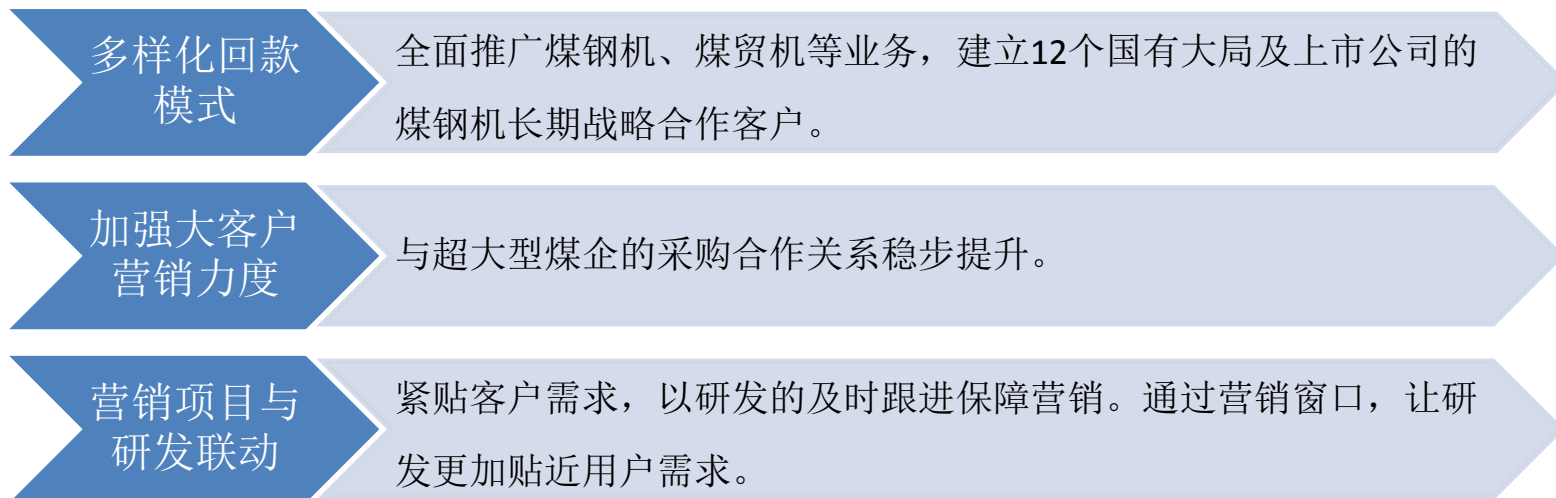 多样化回款
模式
全面推广煤钢机、煤贸机等业务，建立12个国有大局及上市公司的
煤钢机长期战略合作客户。
加强大客户
营销力度
与超大型煤企的采购合作关系稳步提升。
营销项目与
研发联动
紧贴客户需求，以研发的及时跟进保障营销。通过营销窗口，让研
发更加贴近用户需求。